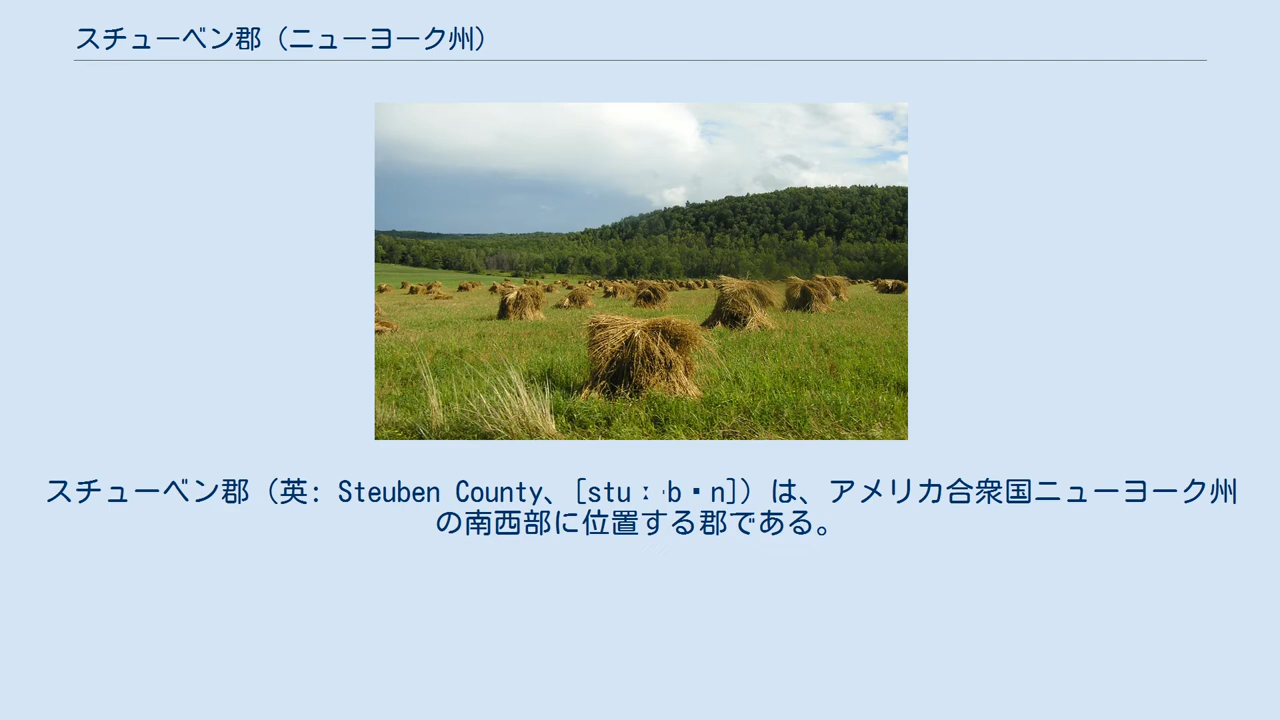 スチューベン郡（ニューヨーク州）
スチューベン郡（英: Steuben County、[stuːˈb▪n]）は、アメリカ合衆国ニューヨーク州
の南西部に位置する郡である。